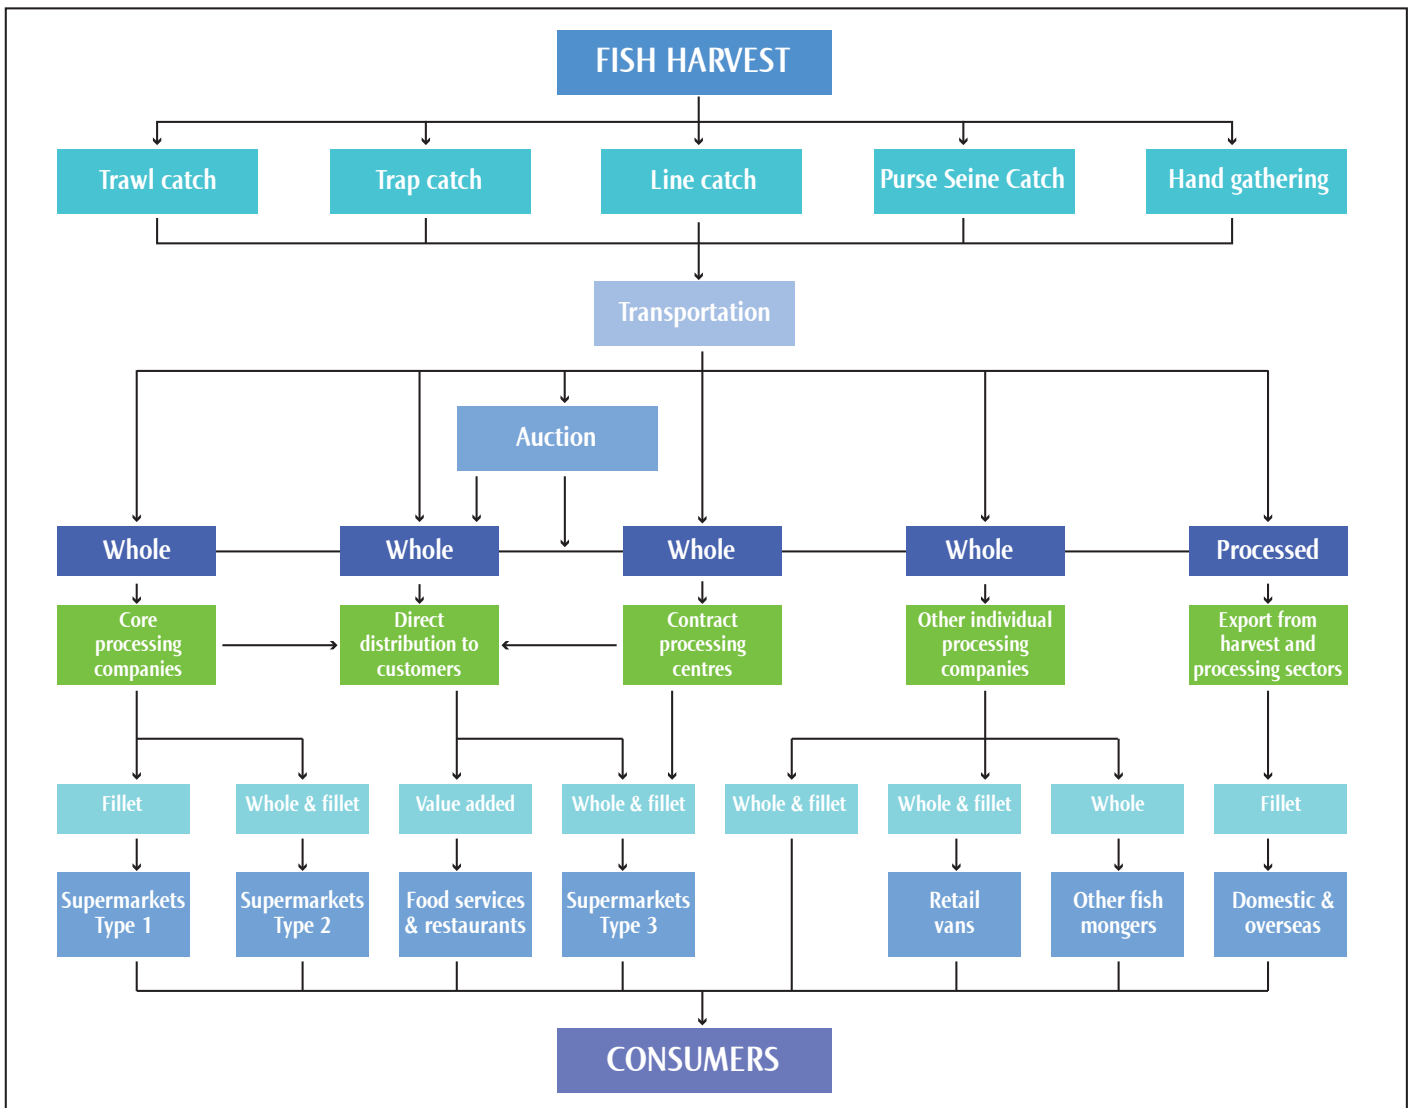 FISH HARVEST
Trawl catch
Trap catch
Line catch
Purse Seine Catch
Hand gathering
Transportation
Auction
Whole
Whole
Whole
Whole
Processed
Core
processing
companies
Direct
distribution to
customers
Contract
processing
centres
Other individual
processing
companies
Export from
harvest and
processing sectors
Fillet
Whole & fillet
Value added
Whole & fillet
Whole & fillet
Whole & fillet
Whole
Fillet
Supermarkets
Type 1
Supermarkets
Type 2
Food services
& restaurants
Supermarkets
Type 3
Retail
vans
Other fish
mongers
Domestic &
overseas
CONSUMERS